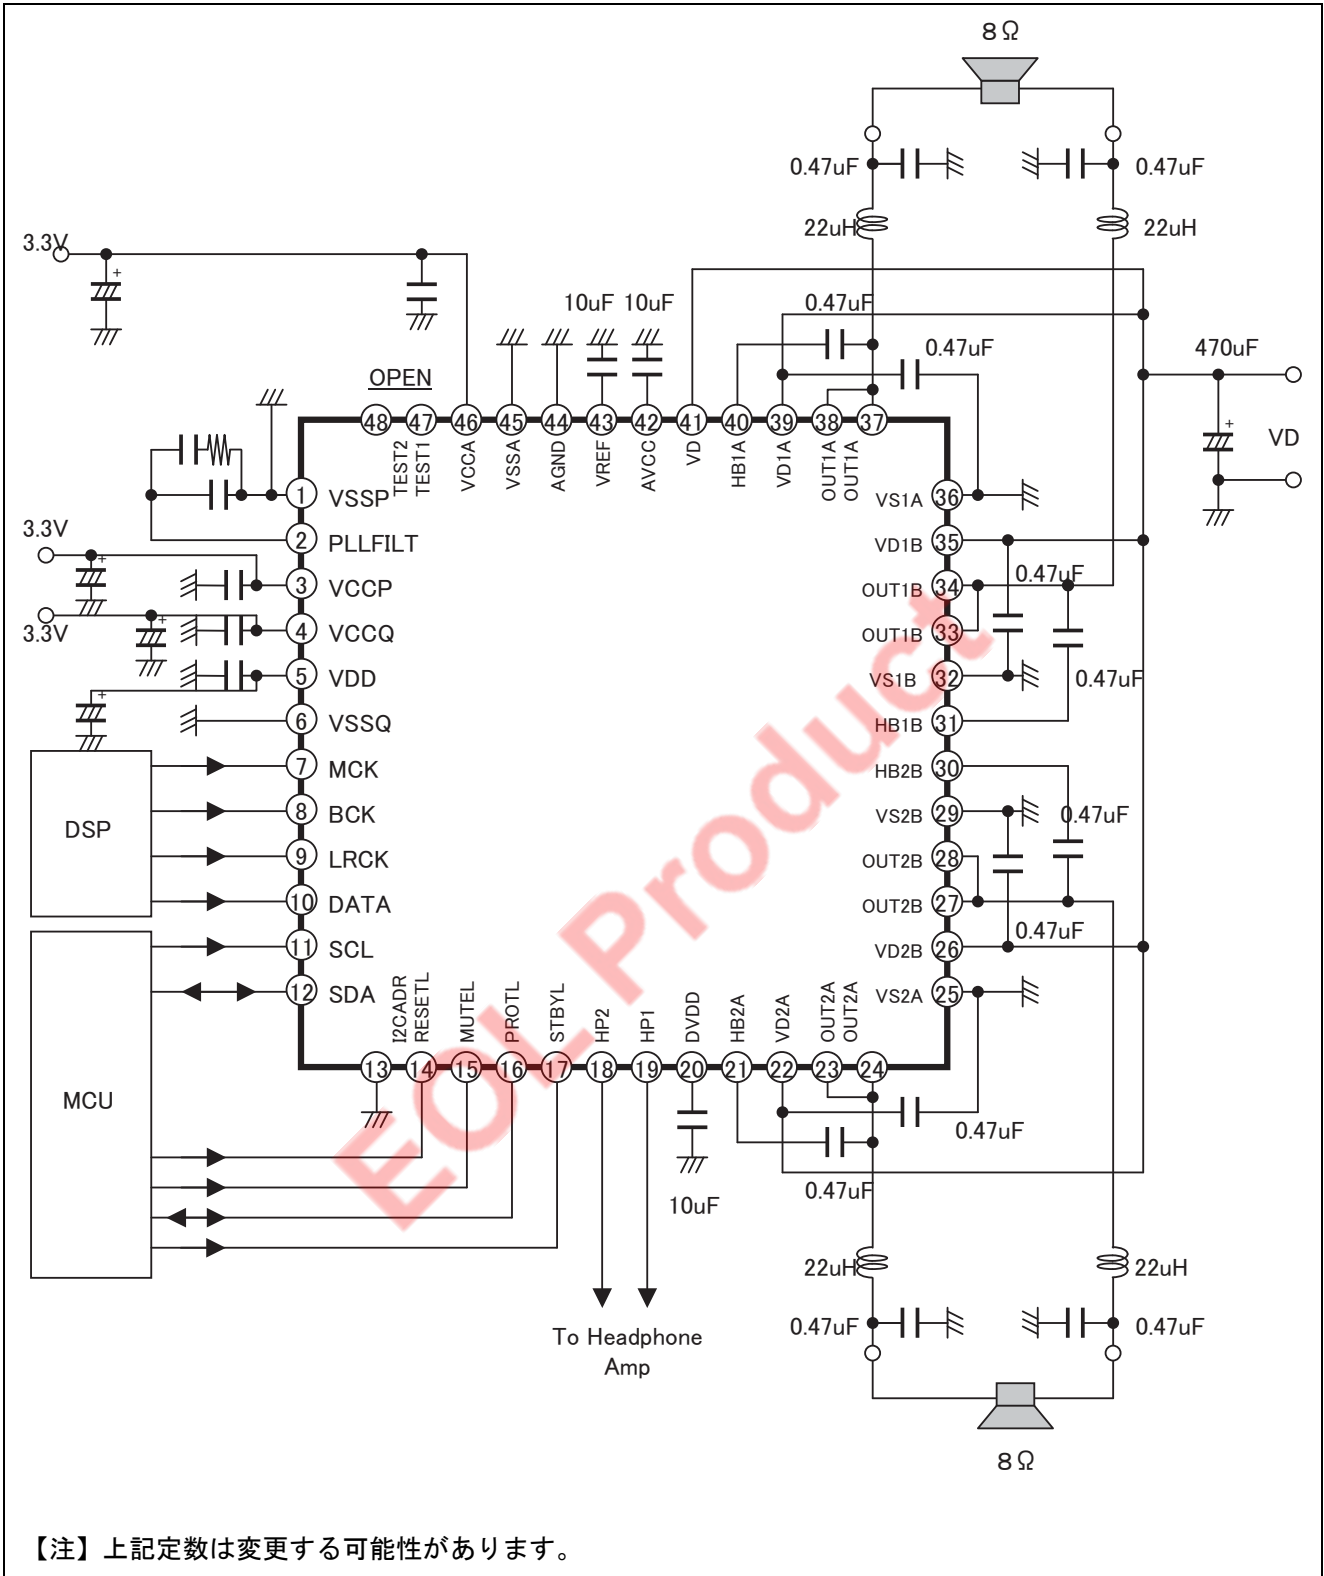 8Ω
0.47uF
0.47uF
22uH
22uH
3.3V
+
10uF
10uF
0.47uF
0.47uF
470uF
+
VD
OPEN
48
47
46
45
44
43
42
41
40
39
38
37
TEST2
TEST1
VCCA
VSSA
AGND
VREF
AVCC
VD
HB1A
VD1A
OUT1A
OUT1A
1 VSSP
2 PLLFILT
3 VCCP
4 VCCQ
5 VDD
6 VSSQ
7 MCK
8 BCK
9 LRCK
10 DATA
11 SCL
12 SDA
3.3V
+
3.3V
+
+
DSP
MCU
VS1A 36
VD1B 35
OUT1B 34
OUT1B 33
VS1B 32
HB1B 31
HB2B 30
VS2B 29
OUT2B 28
OUT2B 27
VD2B 26
VS2A 25
0.47uF
0.47uF
0.47uF
0.47uF
I2CADR
RESETL
MUTEL
PROTL
STBYL
HP2
HP1
DVDD
HB2A
VD2A
OUT2A
OUT2A
13
14
15
16
17
18
19
20
21
22
23
24
0.47uF
0.47uF
10uF
To Headphone
Amp
22uH
22uH
0.47uF
0.47uF
8Ω
EOL Product
【注】上記定数は変更する可能性があります。